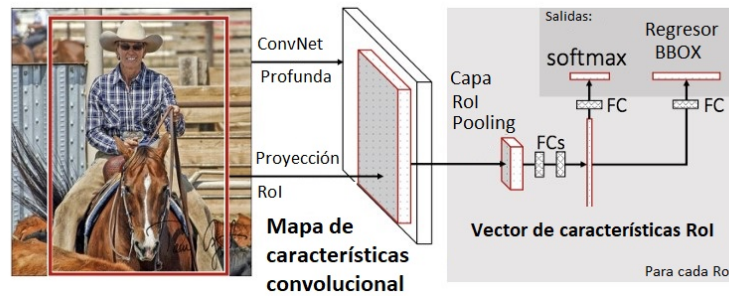 ConvNet
Profunda
Proyección
RoI
Mapa de
características
convolucional
Capa
RoI
Pooling
FCs
Salidas:
softmax
Regresor
BBOX
FC
FC
Vector de características RoI
Para cada Ro